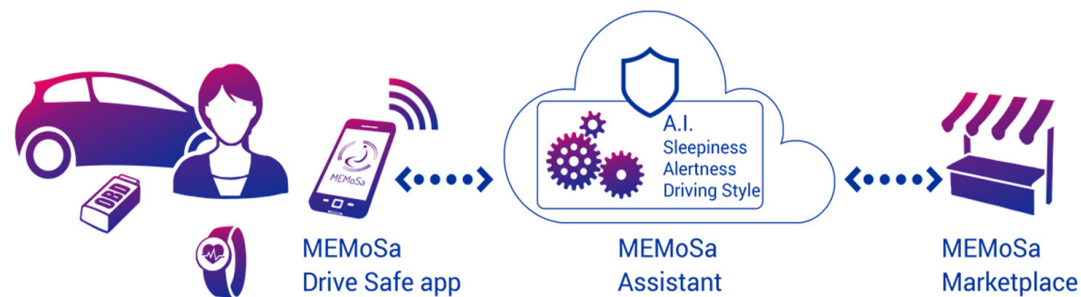 OBD
MEMoSa
A.I.
Sleepiness
Alertness
Driving Style
MEMoSa
Drive Safe app
MEMoSa
Assistant
MEMoSa
Marketplace